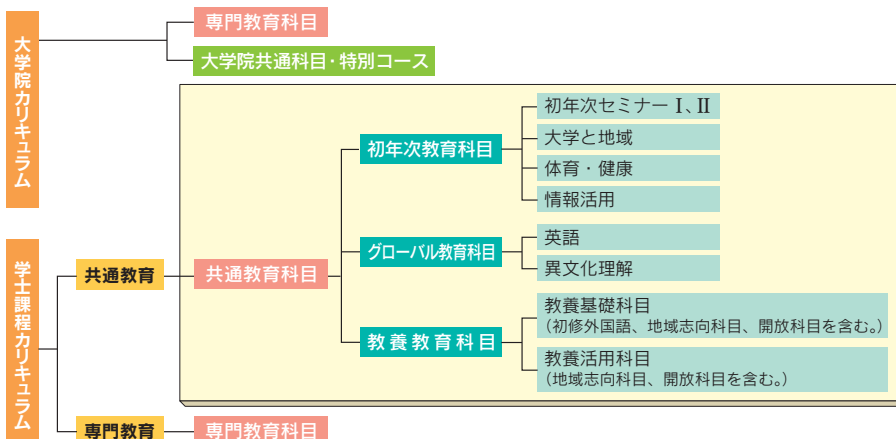 大学院カリキュラム
専門教育科目
大学院共通科目・特別コース
学士課程カリキュラム
共通教育
共通教育科目
初年次教育科目
初年次セミナー Ⅰ、Ⅱ
大学と地域
体育・健康
情報活用
グローバル教育科目
英語
異文化理解
教養教育科目
教養基礎科目
(初修外国語、地域志向科目、開放科目を含む。)
教養活用科目
(地域志向科目、開放科目を含む。)
専門教育
専門教育科目